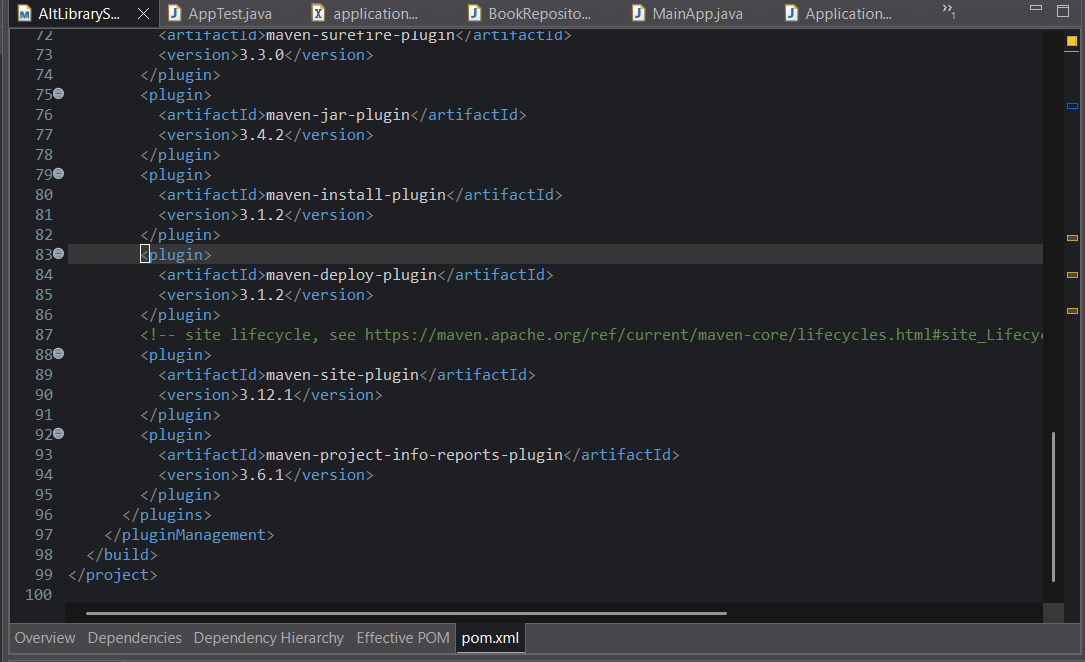 AltLibraryS... AppTest.java application... BookReposito... MainApp.java Application... »1
72 <artifactId>maven-surefire-plugin</artifactId>
73 <version>3.3.0</version>
74 </plugin>
75 <plugin>
76 <artifactId>maven-jar-plugin</artifactId>
77 <version>3.4.2</version>
78 </plugin>
79 <plugin>
80 <artifactId>maven-install-plugin</artifactId>
81 <version>3.1.2</version>
82 </plugin>
83 <plugin>
84 <artifactId>maven-deploy-plugin</artifactId>
85 <version>3.1.2</version>
86 </plugin>
87 <!-- site lifecycle, see https://maven.apache.org/ref/current/maven-core/lifecycles.html#site_Lifecyc
88 <plugin>
89 <artifactId>maven-site-plugin</artifactId>
90 <version>3.12.1</version>
91 </plugin>
92 <plugin>
93 <artifactId>maven-project-info-reports-plugin</artifactId>
94 <version>3.6.1</version>
95 </plugin>
96 </plugins>
97 </pluginManagement>
98 </build>
99 </project>
100
Overview Dependencies Dependency Hierarchy Effective POM pom.xml